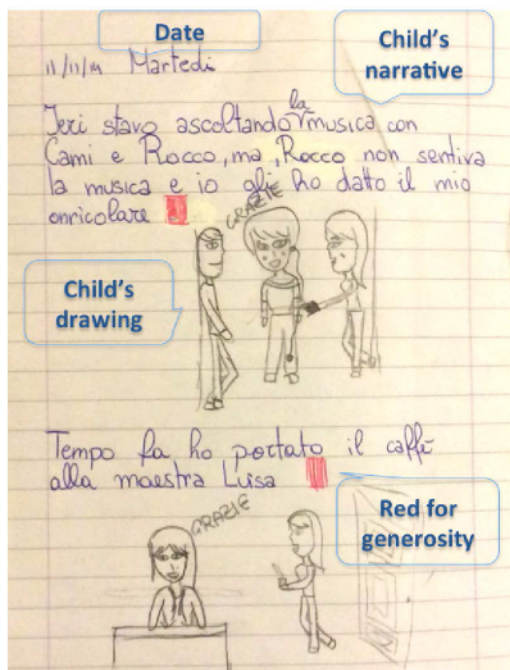 Date
11/11/14 Martedì
Child's
narrative
Jeri stavo ascoltando la musica con
Cami e Rocco, ma, Rocco non sentiva
la musica e io gli ho datto il mio
onricolare
GRAZIE
Child's
drawing
Tempo fa ho portato il caffè
alla maestra Luisa
Red for
generosity
GRAZIE